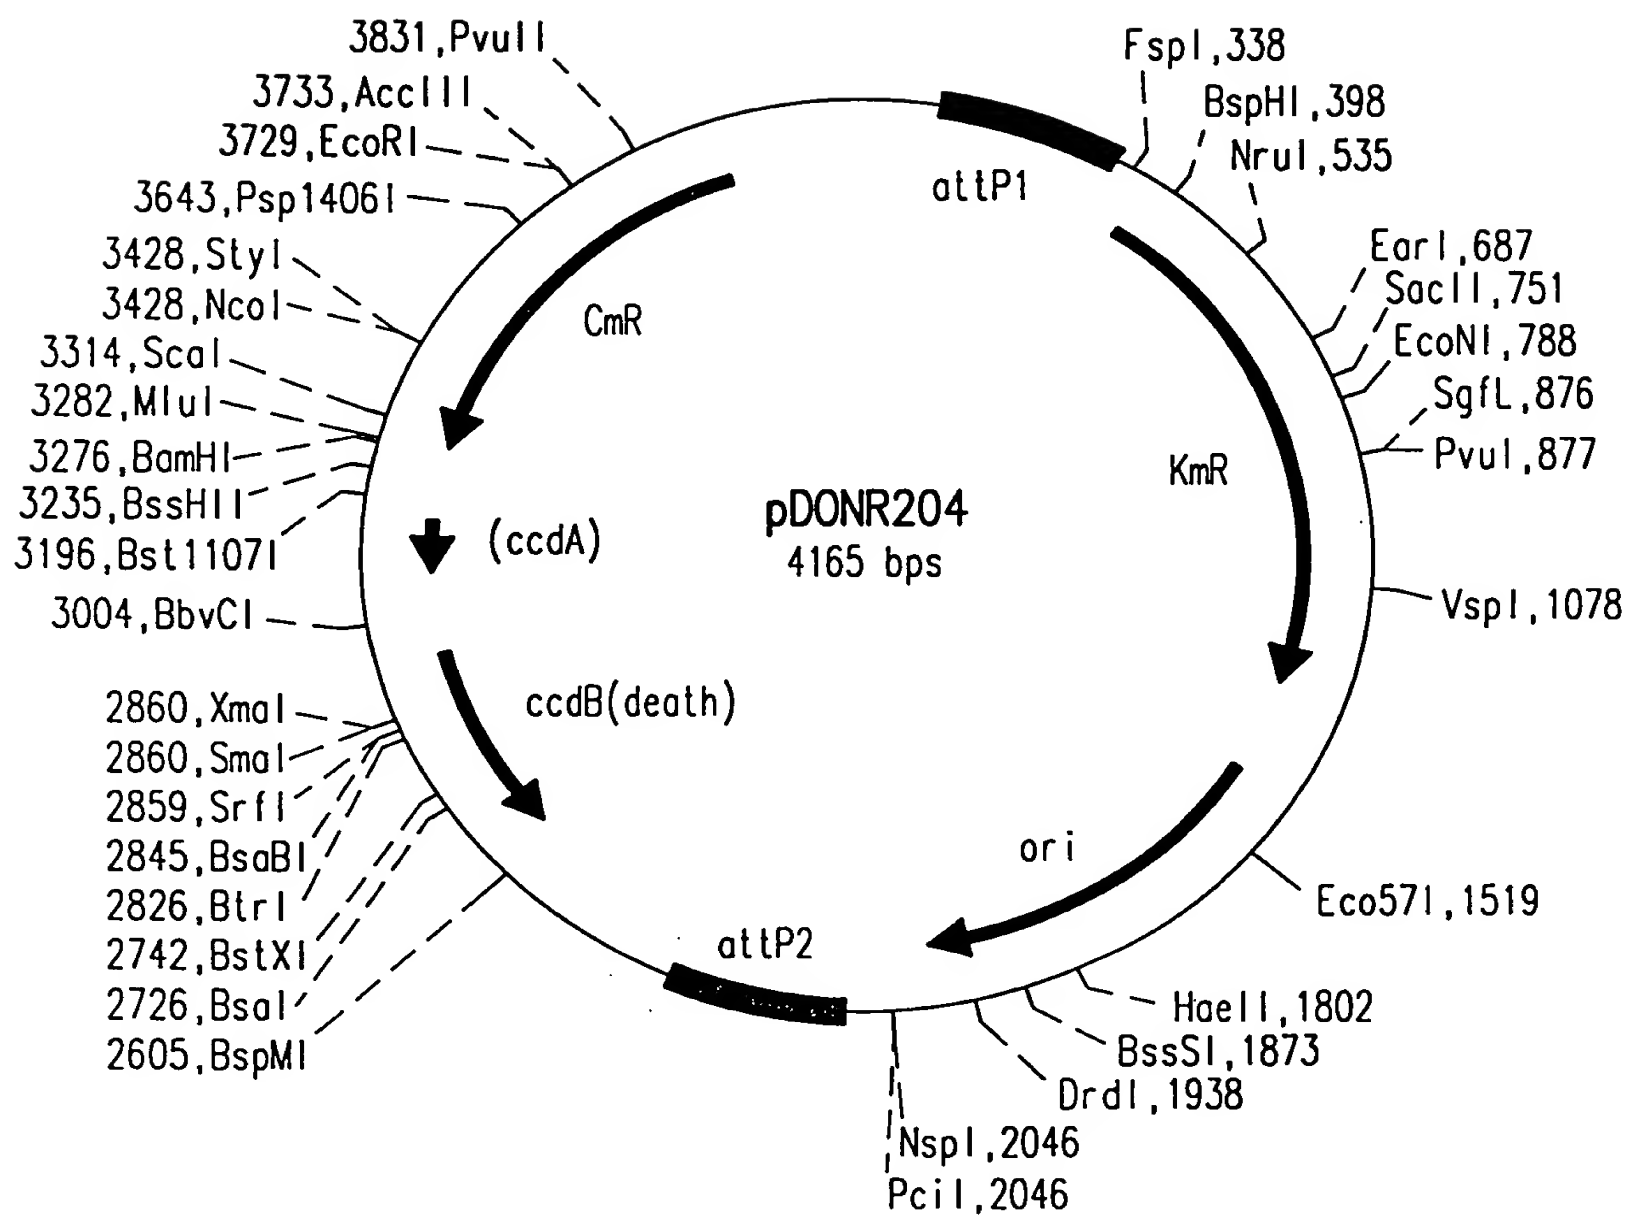 3831,PvuII
3733,AccIII
3729,EcoRI
3643,Psp1406I
3428,StyI
3428,NcoI
3314,ScaI
3282,MluI
3276,BamHI
3235,BssHII
3196,Bst1107I
3004,BbvCI
2860,XmaI
2860,SmaI
2859,SrfI
2845,BsaBI
2826,BtrI
2742,BstXI
2726,BsaI
2605,BspMI
FspI,338
BspHI,398
NruI,535
EarI,687
SacII,751
EcoNI,788
SgfL,876
PvuI,877
VspI,1078
Eco57I,1519
HaeII,1802
BssSI,1873
DrdI,1938
NspI,2046
PciI,2046
attP1
CmR
KmR
pDONR204
4165 bps
(ccdA)
ccdB(death)
ori
attP2